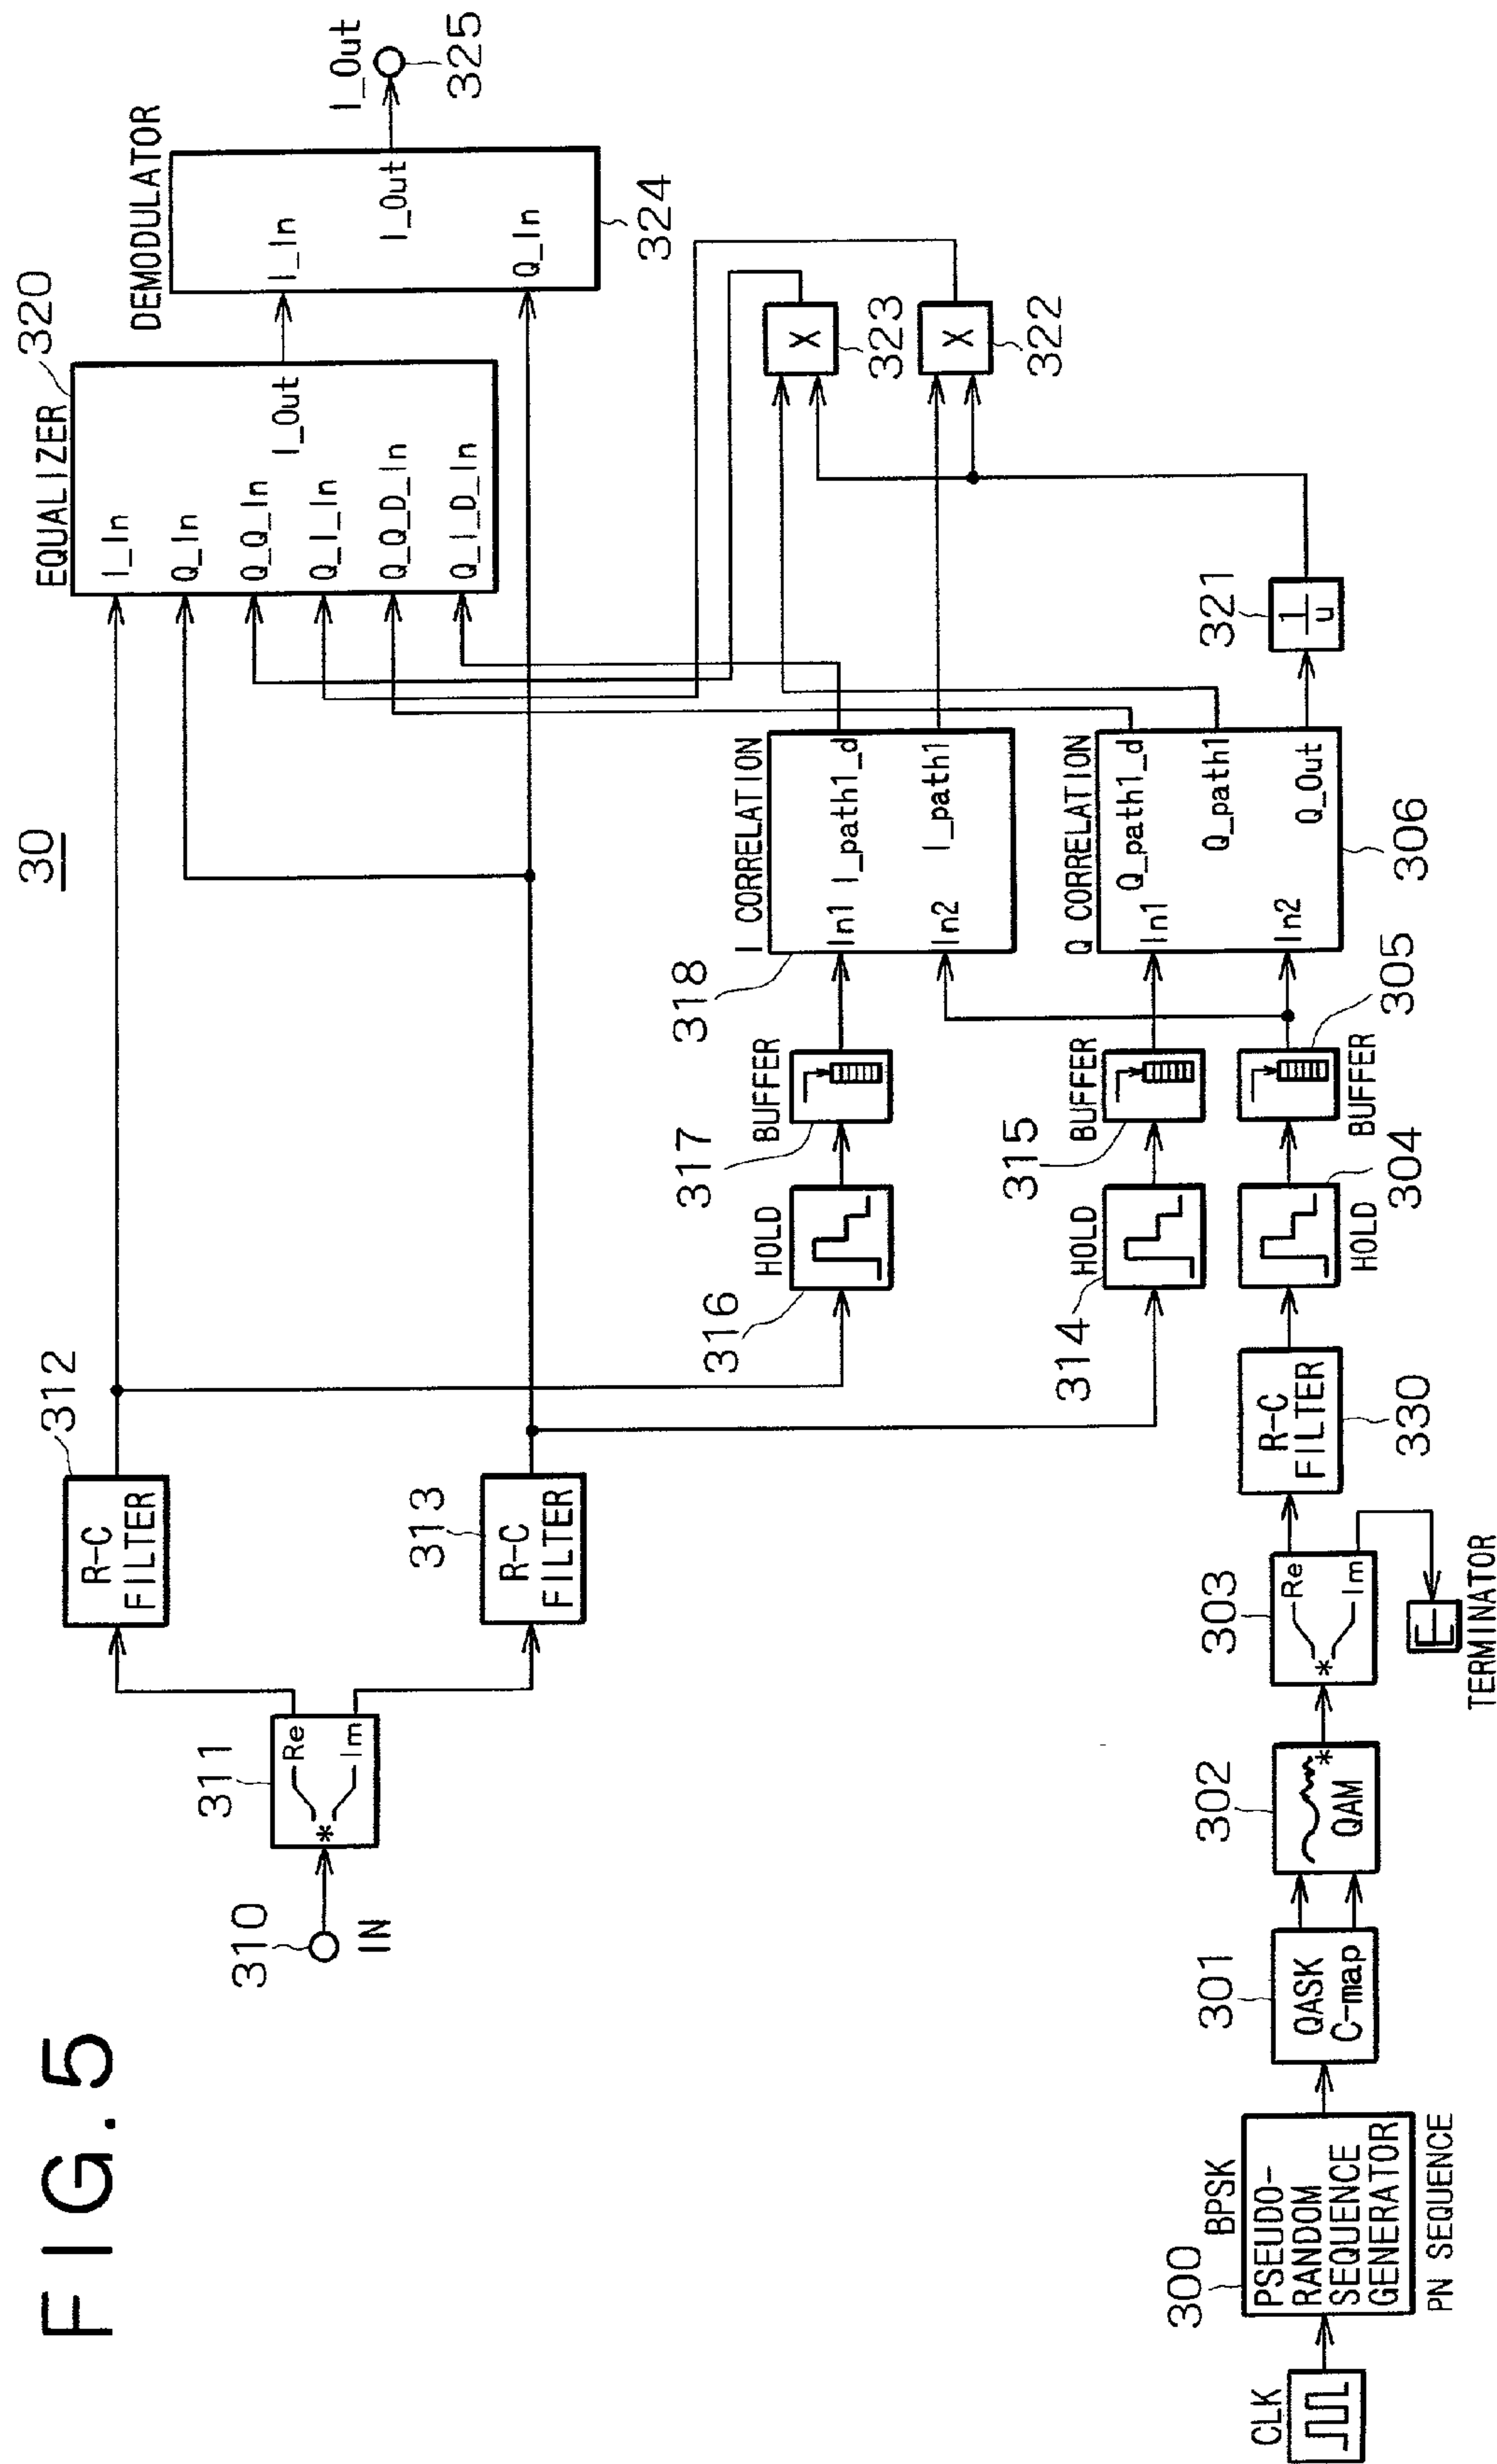 FIG.5
30
310
IN
311
*
Re
Im
312
R-C
FILTER
313
R-C
FILTER
EQUALIZER
320
I_In
Q_In
Q_Q_In
Q_I_In
Q_Q_D_In
Q_I_D_In
I_Out
DEMODULATOR
I_In
I_Out
Q_In
324
I_Out
325
316
HOLD
317
BUFFER
318
I CORRELATION
In1
I_path1_d
In2
I_path1
314
HOLD
315
BUFFER
Q CORRELATION
In1
Q_path1_d
Q_path1
In2
Q_Out
306
X
323
X
322
321
1
u
CLK
300
BPSK
PSEUDO-
RANDOM
SEQUENCE
GENERATOR
PN SEQUENCE
301
QASK
C-map
302
*
QAM
303
*
Re
Im
TERMINATOR
R-C
FILTER
330
HOLD
304
BUFFER
305